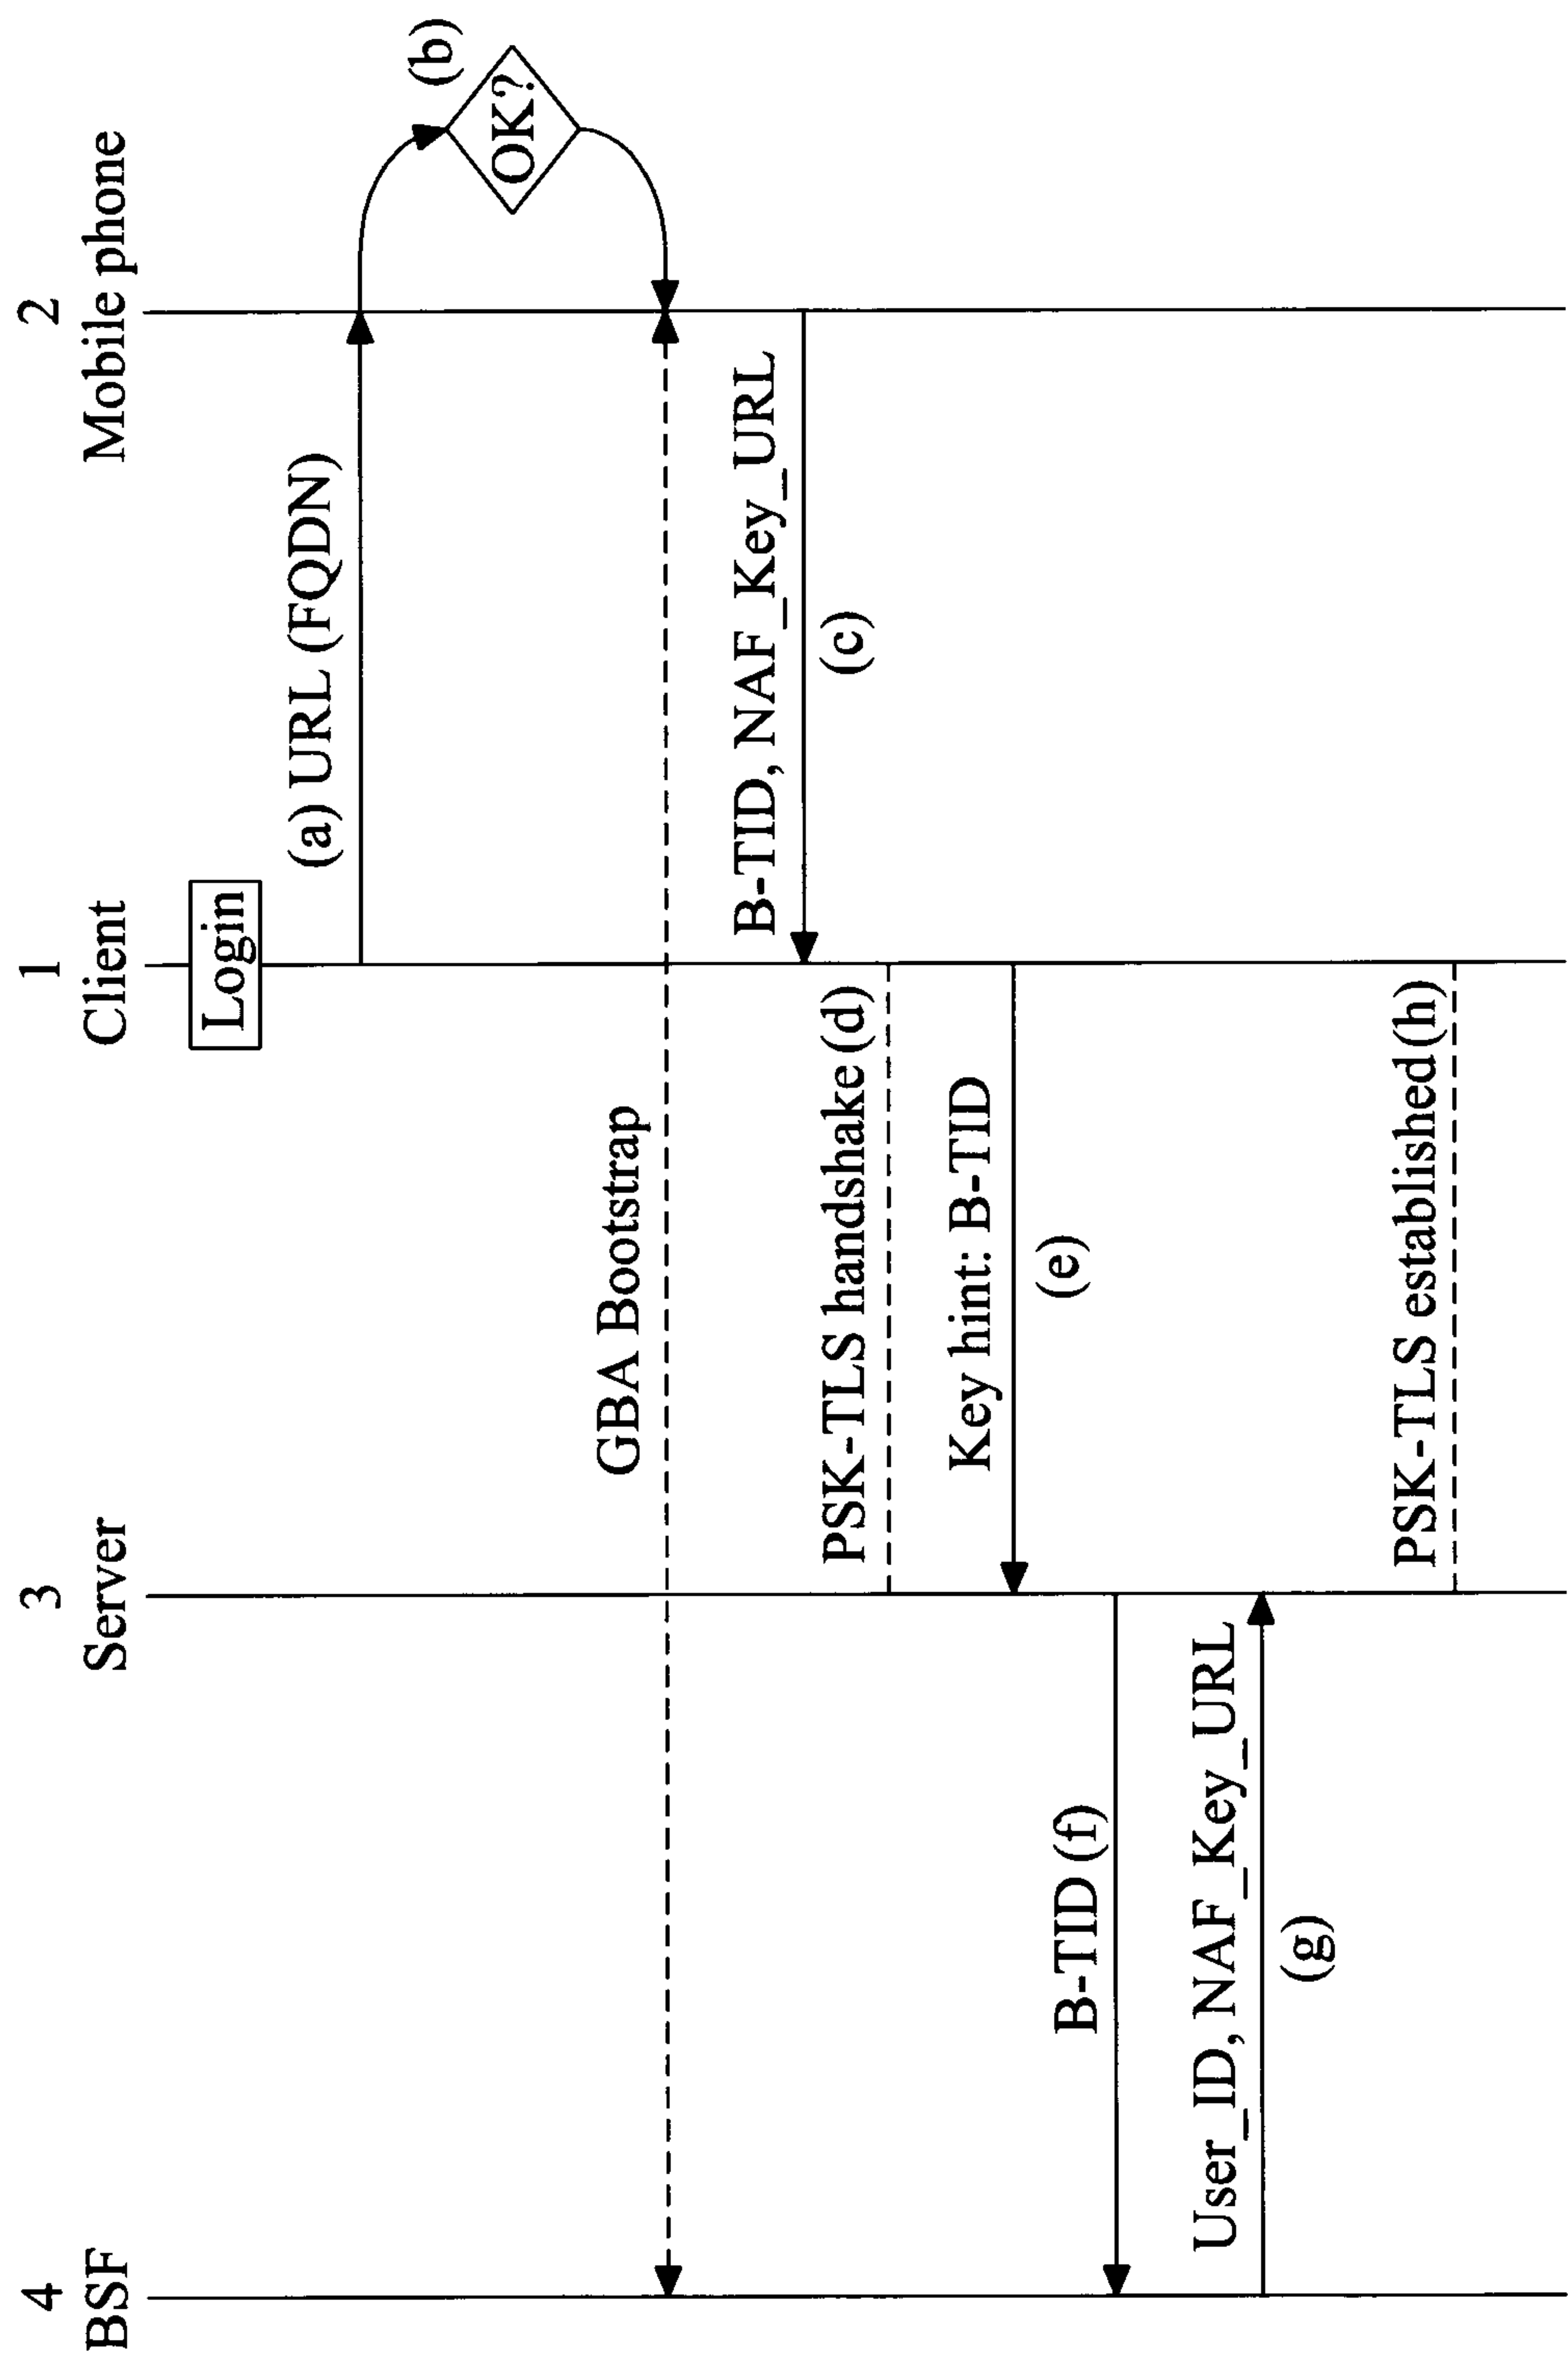 4
BSF
3
Server
1
Client
2
Mobile phone
Login
(a) URL (FQDN)
(b)
OK?
GBA Bootstrap
B-TID, NAF_Key_URL
(c)
PSK-TLS handshake (d)
Key hint: B-TID
(e)
B-TID (f)
User_ID, NAF_Key_URL
(g)
PSK-TLS established (h)